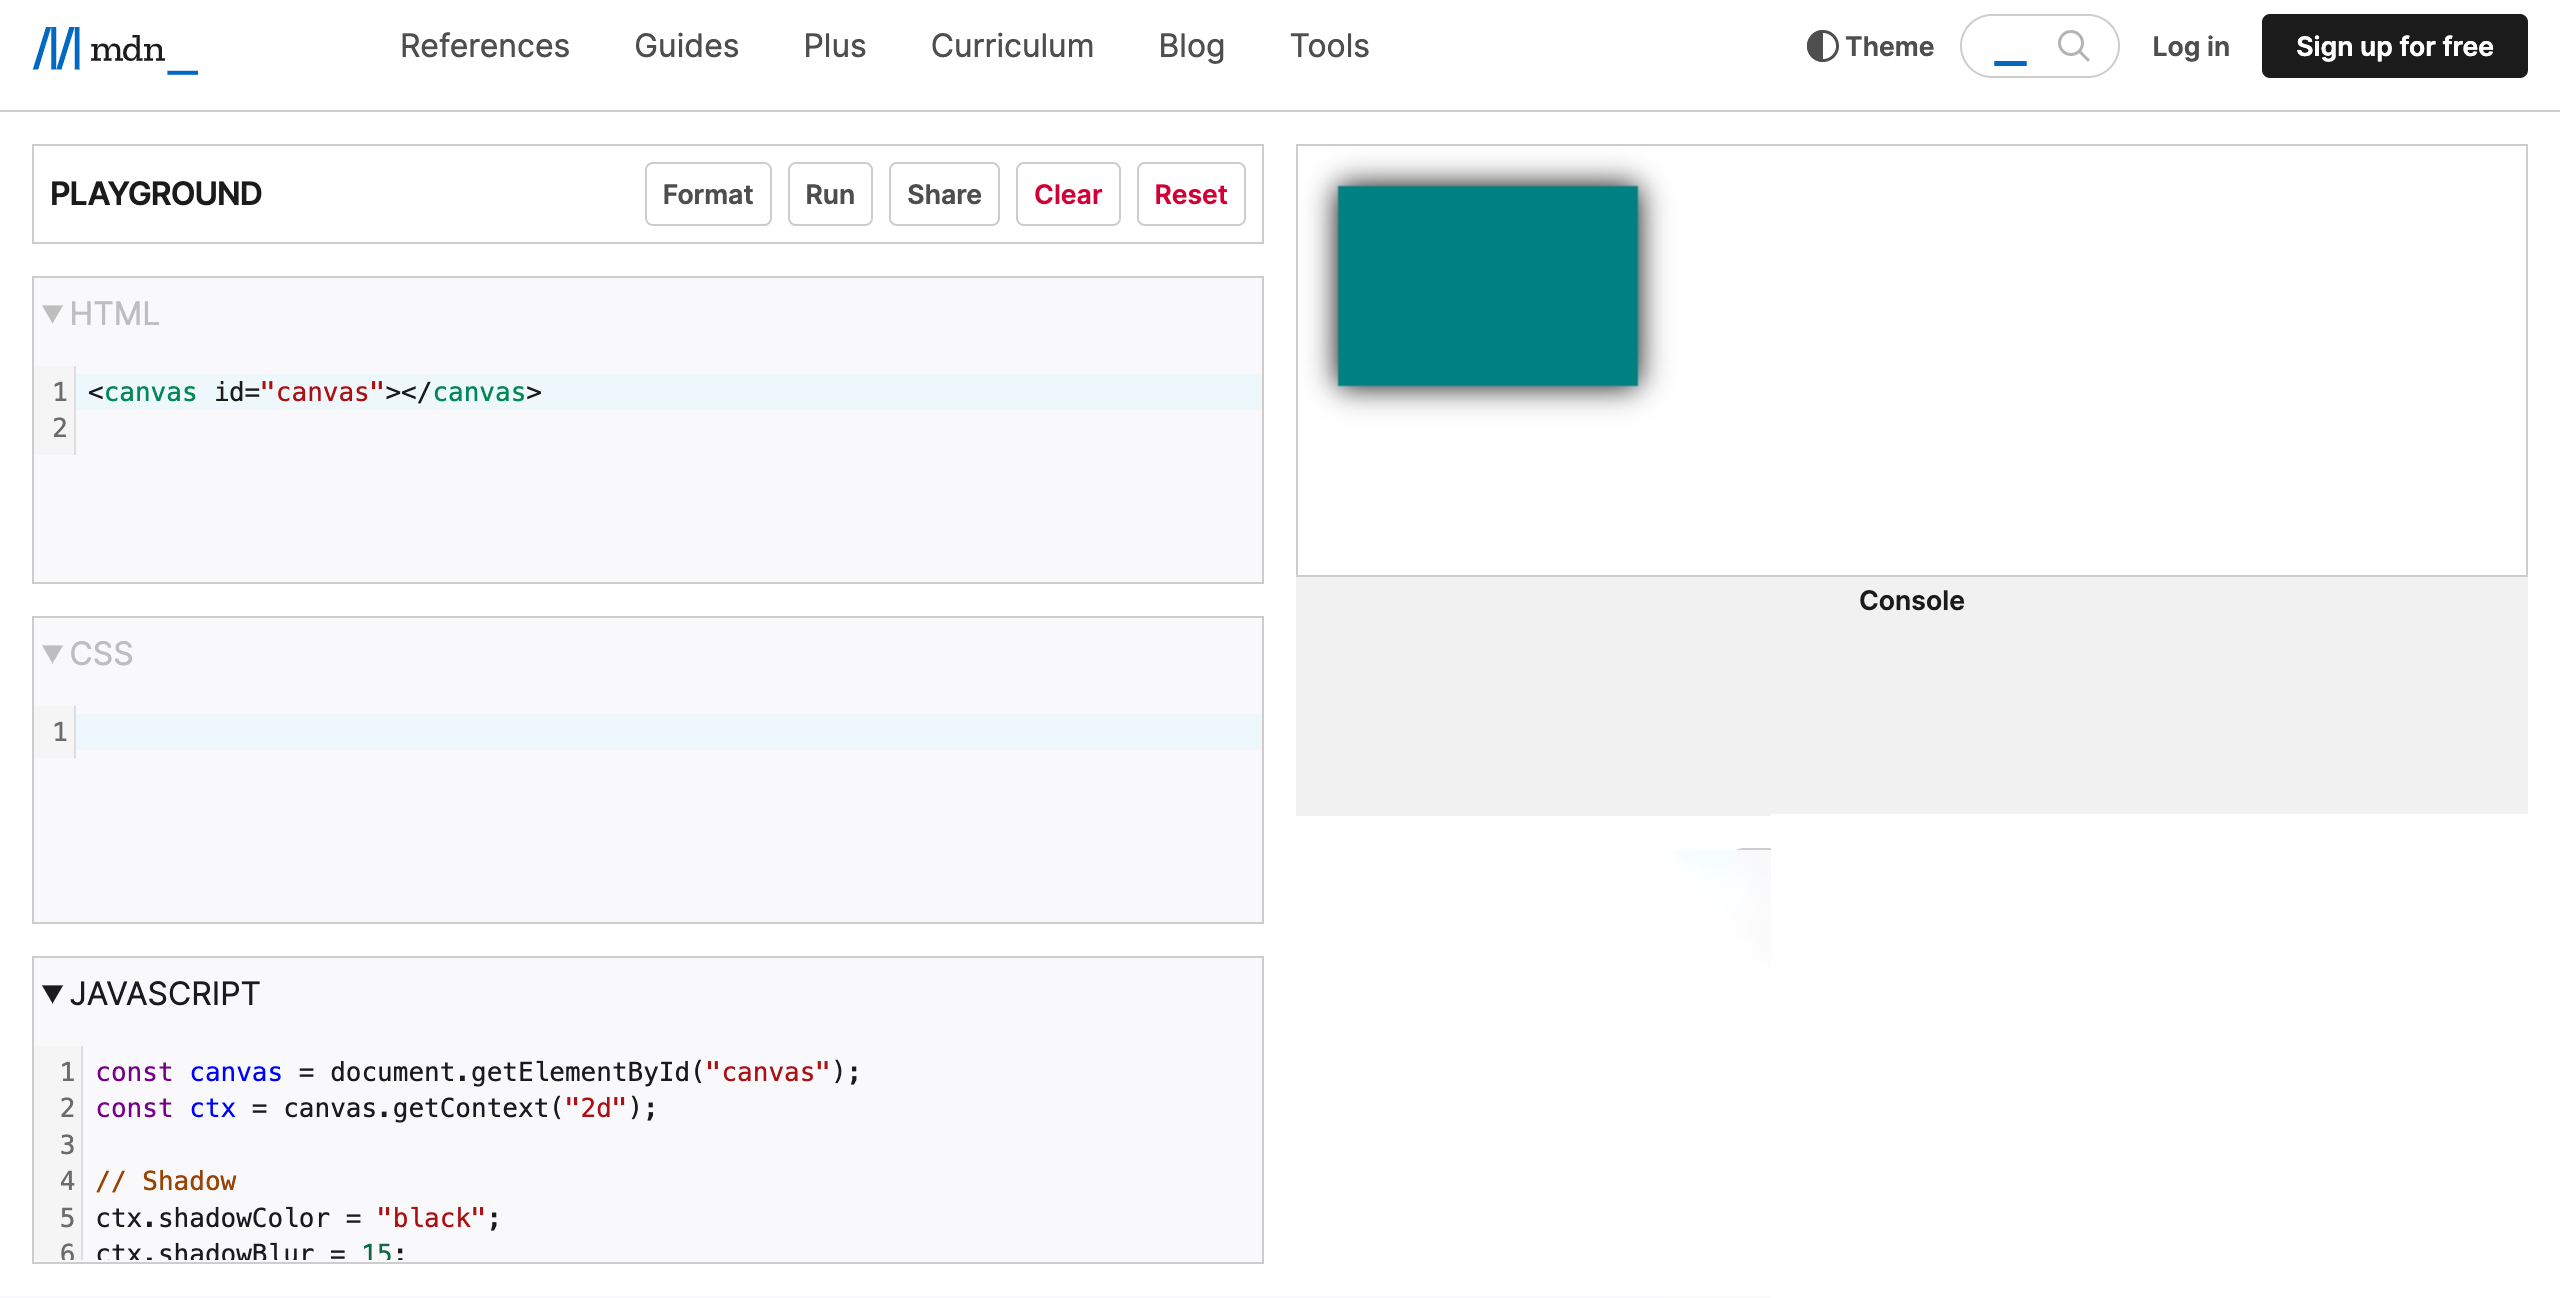 mdn_
References Guides Plus Curriculum Blog Tools
Theme
Log in
Sign up for free
PLAYGROUND
Format Run Share Clear Reset
HTML
1 <canvas id="canvas"></canvas>
2
CSS
1
JAVASCRIPT
1 const canvas = document.getElementById("canvas");
2 const ctx = canvas.getContext("2d");
3
4 // Shadow
5 ctx.shadowColor = "black";
6 ctx.shadowBlur = 15;
Console